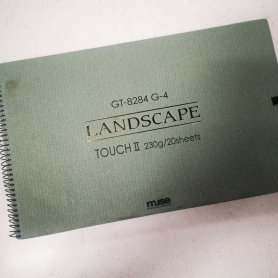 GT-8284 G-4
LANDSCAPE
TOUCH II 230g/20sheets
muse